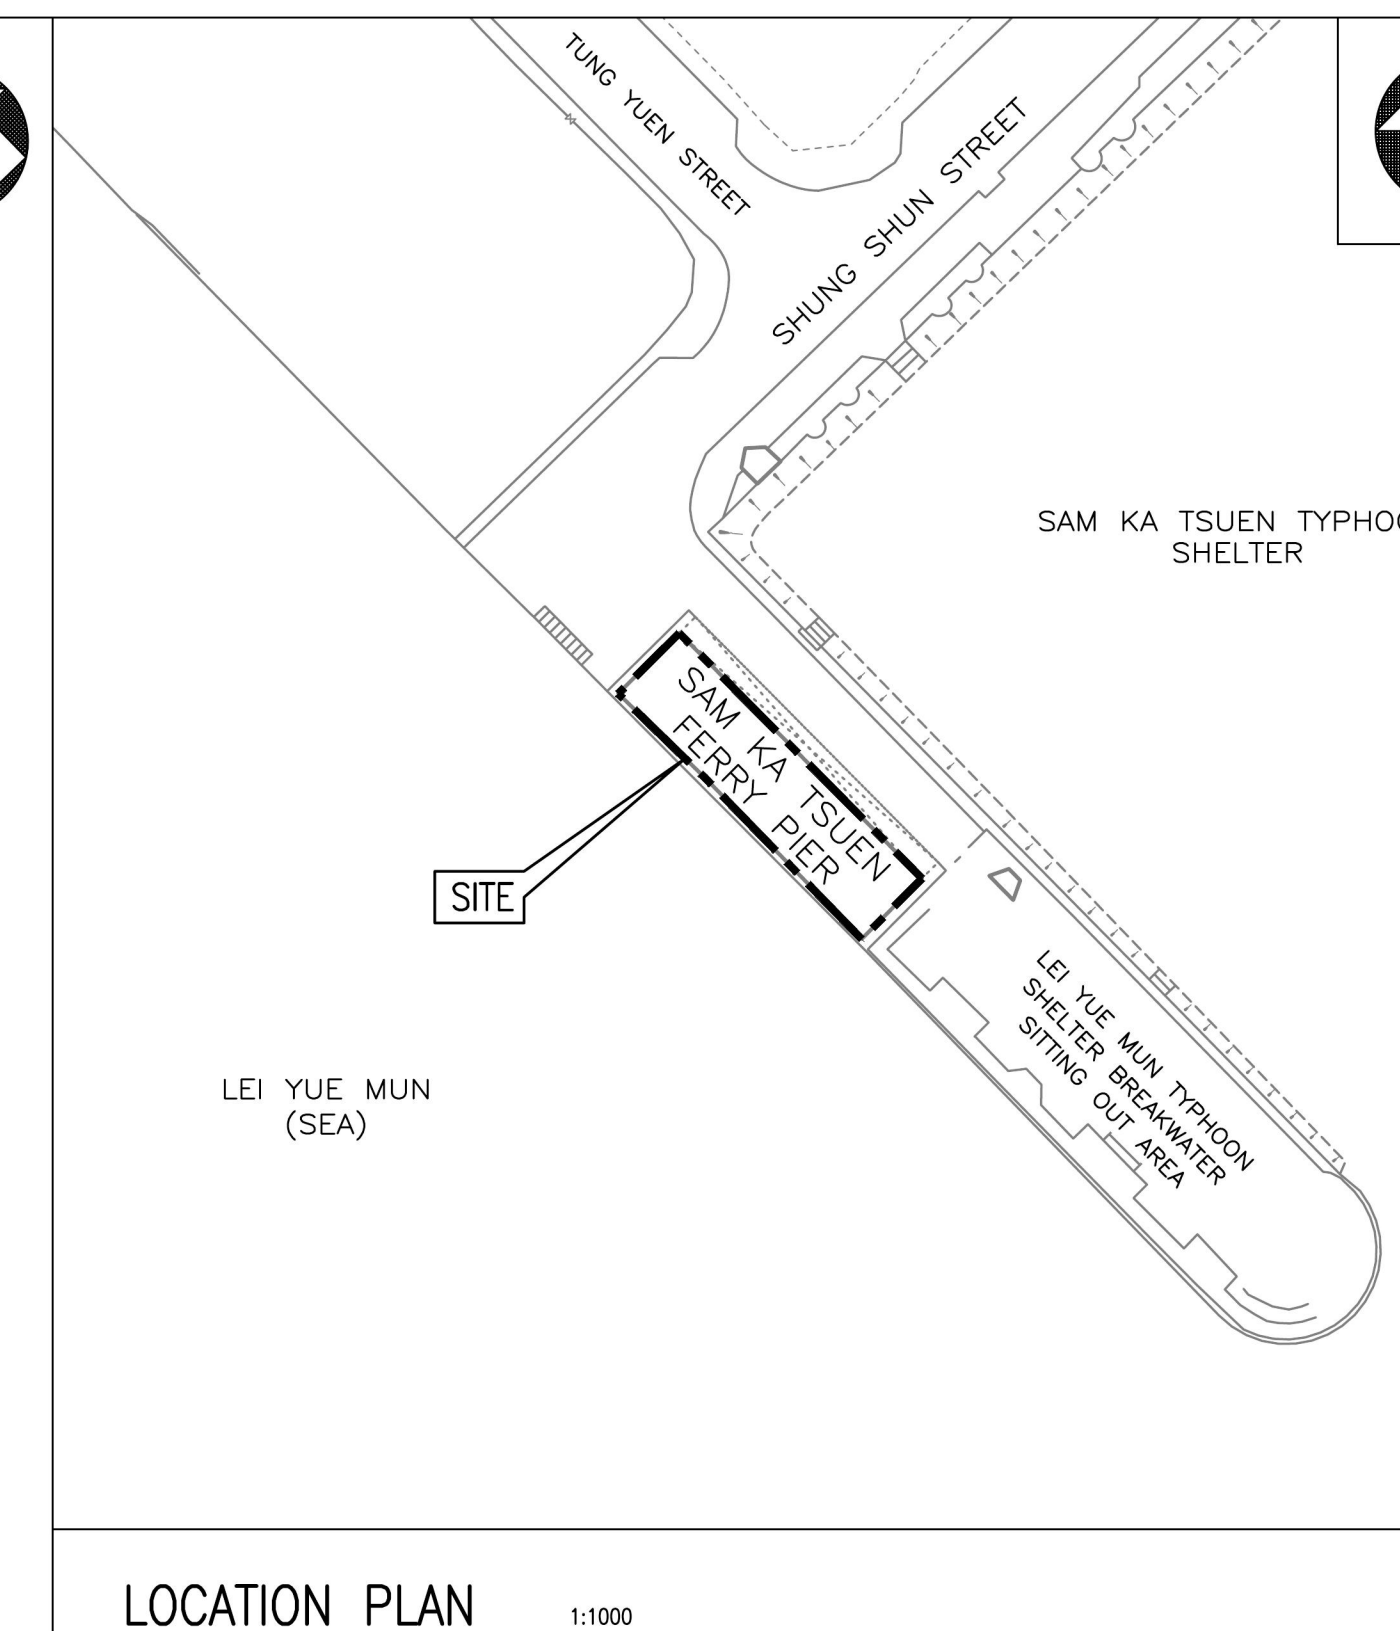 TUNG YUEN STREET
SHUNG SHUN STREET
SAM KA TSUEN
SHELTER
SAM KA TSUEN
FERRY PIER
SITE
LEI YUE MUN TYPHOON
SHELTER BREAKWATER
SITTING OUT AREA
LEI YUE MUN
(SEA)
LOCATION PLAN
1:1000